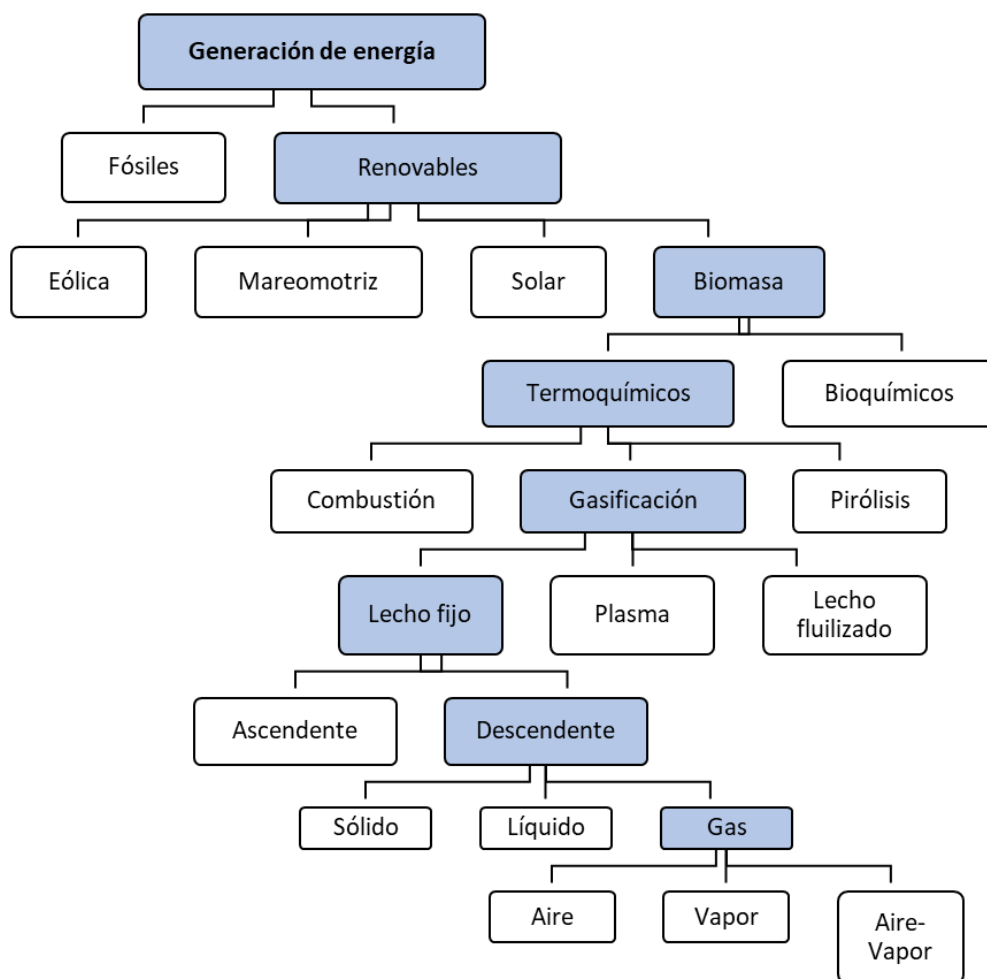 Generación de energía
Fósiles
Renovables
Eólica
Mareomotriz
Solar
Biomasa
Termoquímicos
Bioquímicos
Combustión
Gasificación
Pirólisis
Lecho fijo
Plasma
Lecho
fluilizado
Ascendente
Descendente
Sólido
Líquido
Gas
Aire
Vapor
Aire-
Vapor